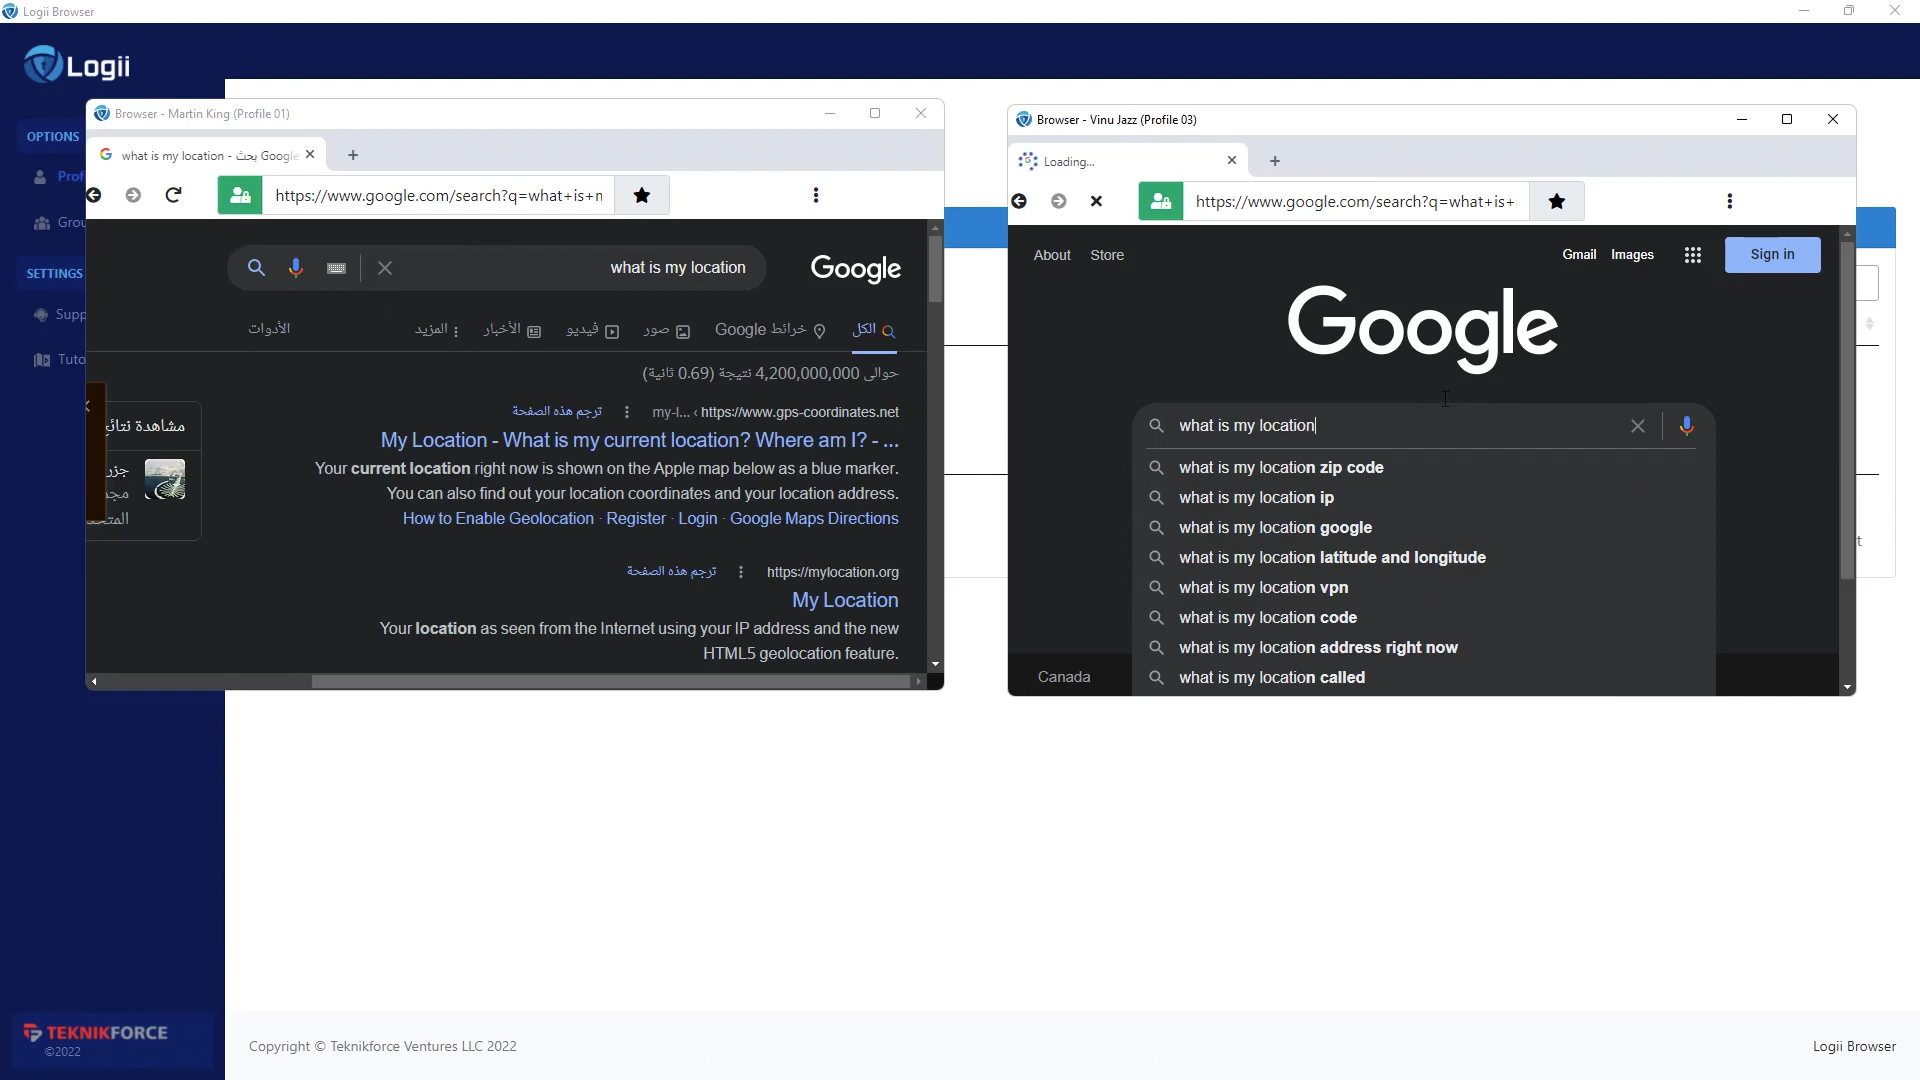 Logii Browser
Logii
OPTIONS
Prof
Grou
SETTINGS
Supp
Tuto
TEKNIKFORCE
©2022
Browser - Martin King (Profile 01)
what is my location - بحث Google
https://www.google.com/search?q=what+is+n
what is my location
Google
الكل
خرائط Google
صور
فيديو
الأخبار
المزيد
الأدوات
حوالى 4,200,000,000 نتيجة (0.69 ثانية)
https://www.gps-coordinates.net › my-l...
ترجم هذه الصفحة
My Location - What is my current location? Where am I? - ...
Your current location right now is shown on the Apple map below as a blue marker.
You can also find out your location coordinates and your location address.
How to Enable Geolocation · Register · Login · Google Maps Directions
https://mylocation.org
ترجم هذه الصفحة
My Location
Your location as seen from the Internet using your IP address and the new
HTML5 geolocation feature.
مشاهدة نتائج
جزر
Browser - Vinu Jazz (Profile 03)
Loading...
https://www.google.com/search?q=what+is+
About
Store
Gmail
Images
Sign in
Google
what is my location
what is my location zip code
what is my location ip
what is my location google
what is my location latitude and longitude
what is my location vpn
what is my location code
what is my location address right now
what is my location called
Canada
Copyright © Teknikforce Ventures LLC 2022
Logii Browser